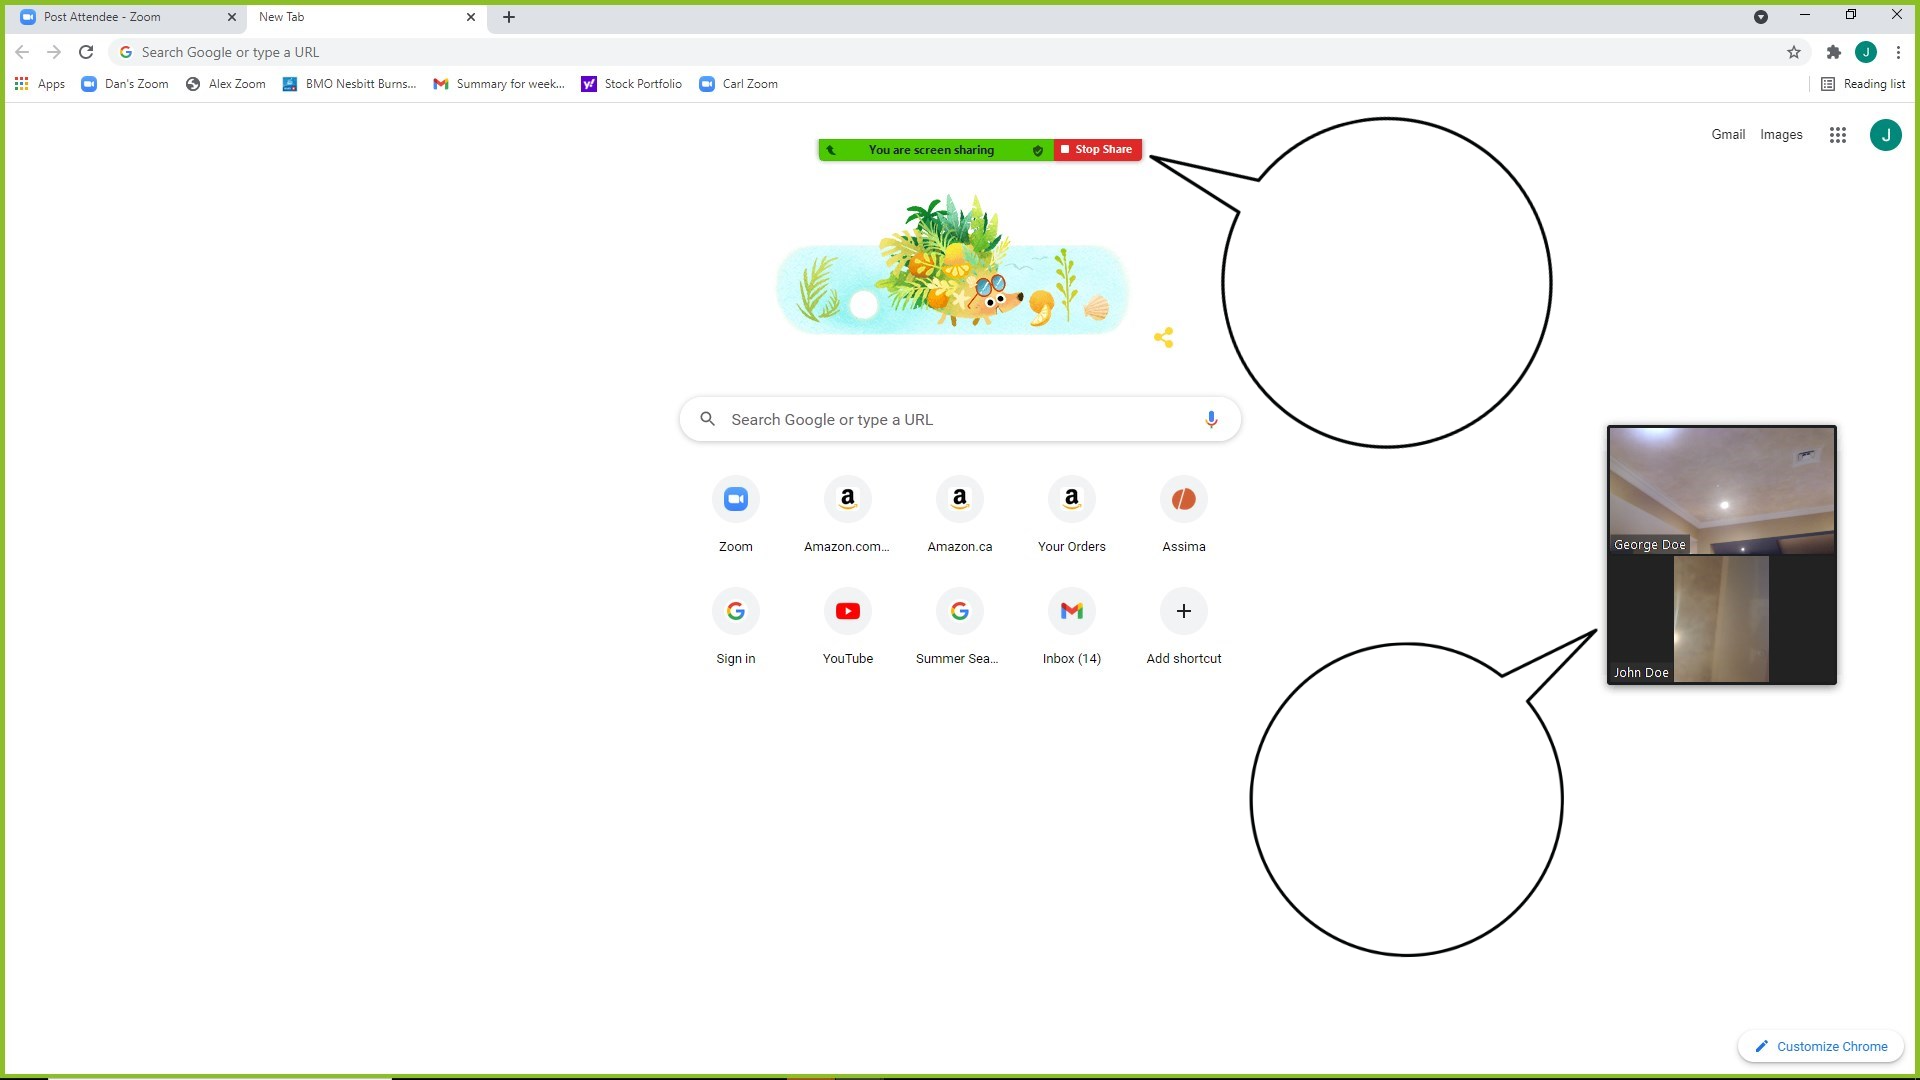 Post Attendee - Zoom
New Tab
Search Google or type a URL
J
Apps
Dan's Zoom
Alex Zoom
BMO Nesbitt Burns...
Summary for week...
Stock Portfolio
Carl Zoom
Reading list
You are screen sharing
Stop Share
Gmail
Images
J
Search Google or type a URL
Zoom
Amazon.com...
Amazon.ca
Your Orders
Assima
Sign in
YouTube
Summer Sea...
Inbox (14)
Add shortcut
George Doe
John Doe
Customize Chrome